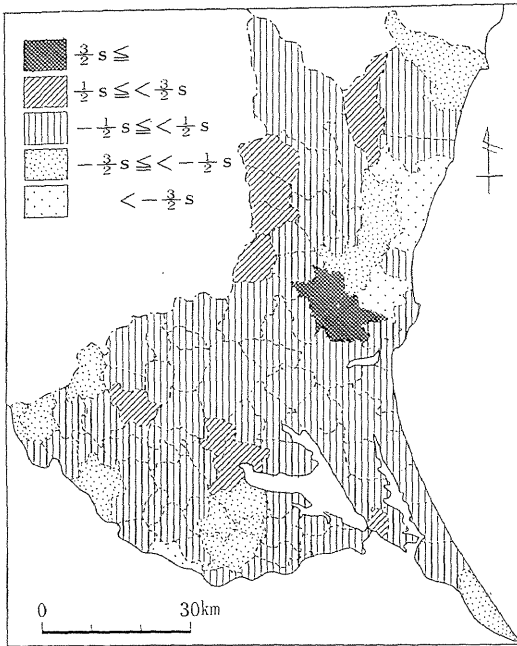 3/2 s ≦
1/2 s ≦ < 3/2 s
− 1/2 s ≦ < 1/2 s
− 3/2 s ≦ < − 1/2 s
< − 3/2 s
0 30km